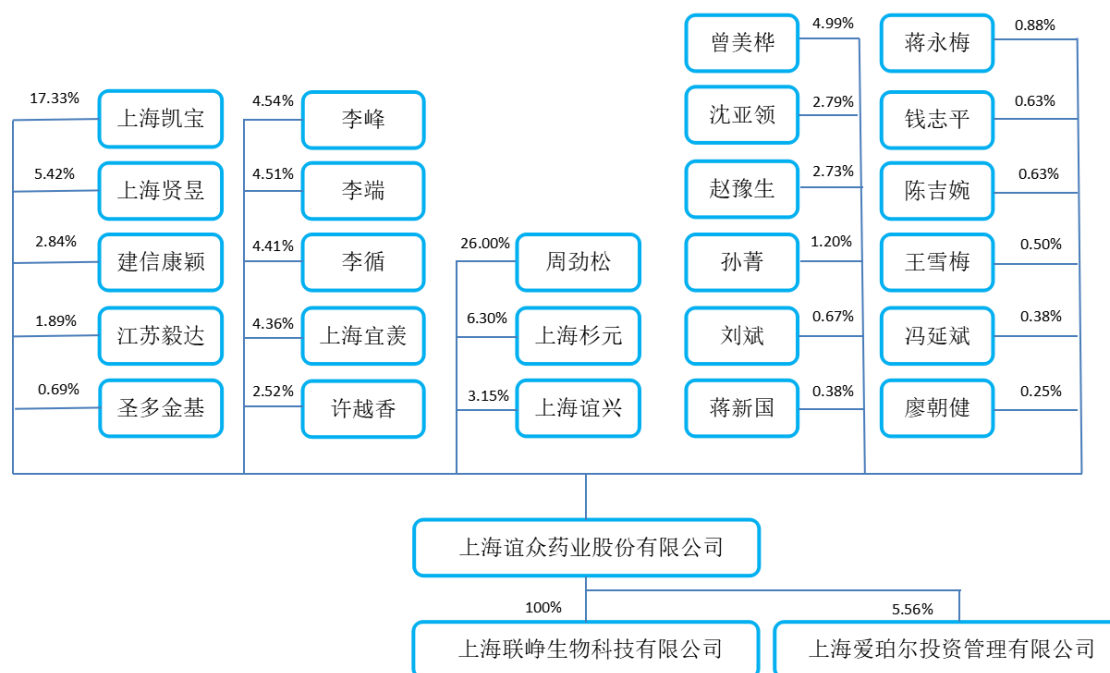 17.33%
上海凯宝
5.42%
上海贤昱
2.84%
建信康颖
1.89%
江苏毅达
0.69%
圣多金基
4.54%
李峰
4.51%
李端
4.41%
李循
4.36%
上海宜羡
2.52%
许越香
26.00%
周劲松
6.30%
上海杉元
3.15%
上海谊兴
曾美桦
4.99%
沈亚领
2.79%
赵豫生
2.73%
孙菁
1.20%
刘斌
0.67%
蒋新国
0.38%
蒋永梅
0.88%
钱志平
0.63%
陈吉婉
0.63%
王雪梅
0.50%
冯延斌
0.38%
廖朝健
0.25%
上海谊众药业股份有限公司
100%
上海联峥生物科技有限公司
5.56%
上海爱珀尔投资管理有限公司